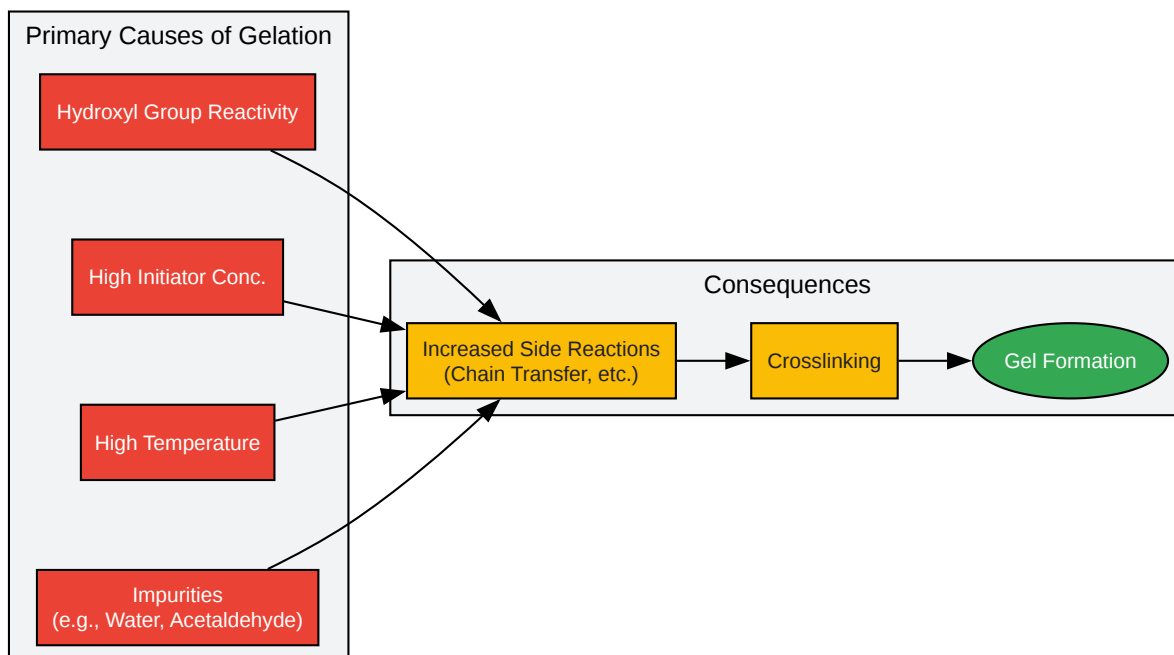 Primary Causes of Gelation
Hydroxyl Group Reactivity
High Initiator Conc.
High Temperature
Impurities
(e.g., Water, Acetaldehyde)
Consequences
Increased Side Reactions
(Chain Transfer, etc.)
Crosslinking
Gel Formation